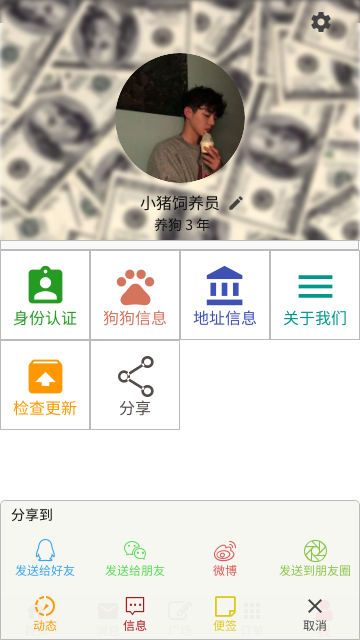 小猪饲养员
养狗 3 年
身份认证
狗狗信息
地址信息
关于我们
检查更新
分享
分享到
发送给好友
发送给朋友
微博
发送到朋友圈
动态
信息
便签
取消